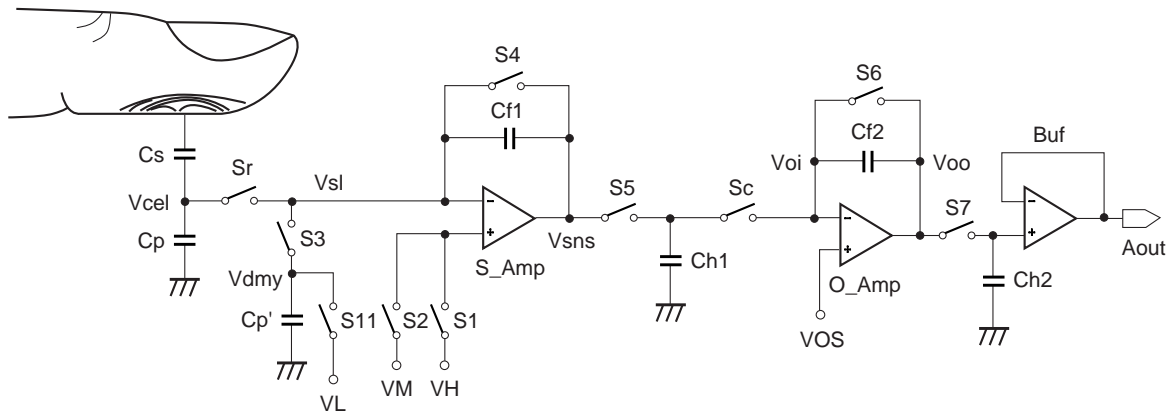 S4
S6
Cf1
Cf2
Buf
Cs
Sr
Vsl
Voi
Voo
S5
Sc
S7
Vcel
S3
Vsns
Cp
S_Amp
Ch1
O_Amp
Aout
Vdmy
Ch2
Cp'
S11
S2
S1
VOS
VL
VM
VH